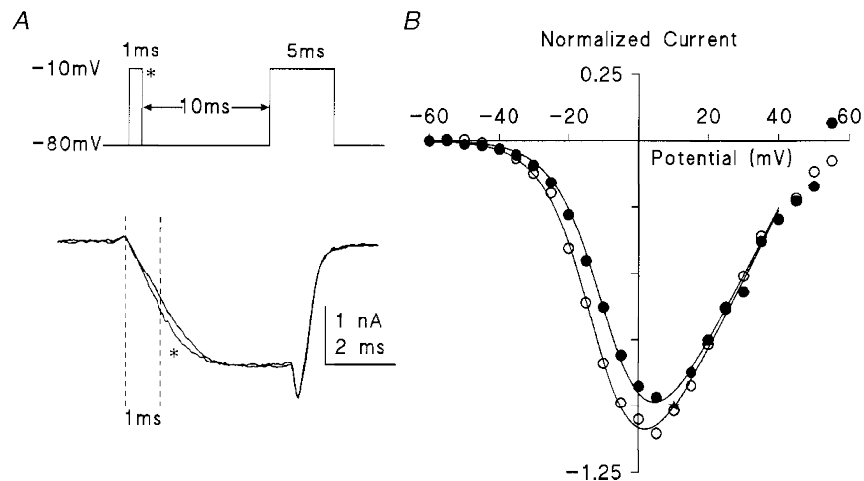 A
1ms
5ms
-10mV
*
10ms
-80mV
*
1 nA
2 ms
1ms
B
Normalized Current
0.25
-60
-40
-20
20
40
60
Potential (mV)
-1.25